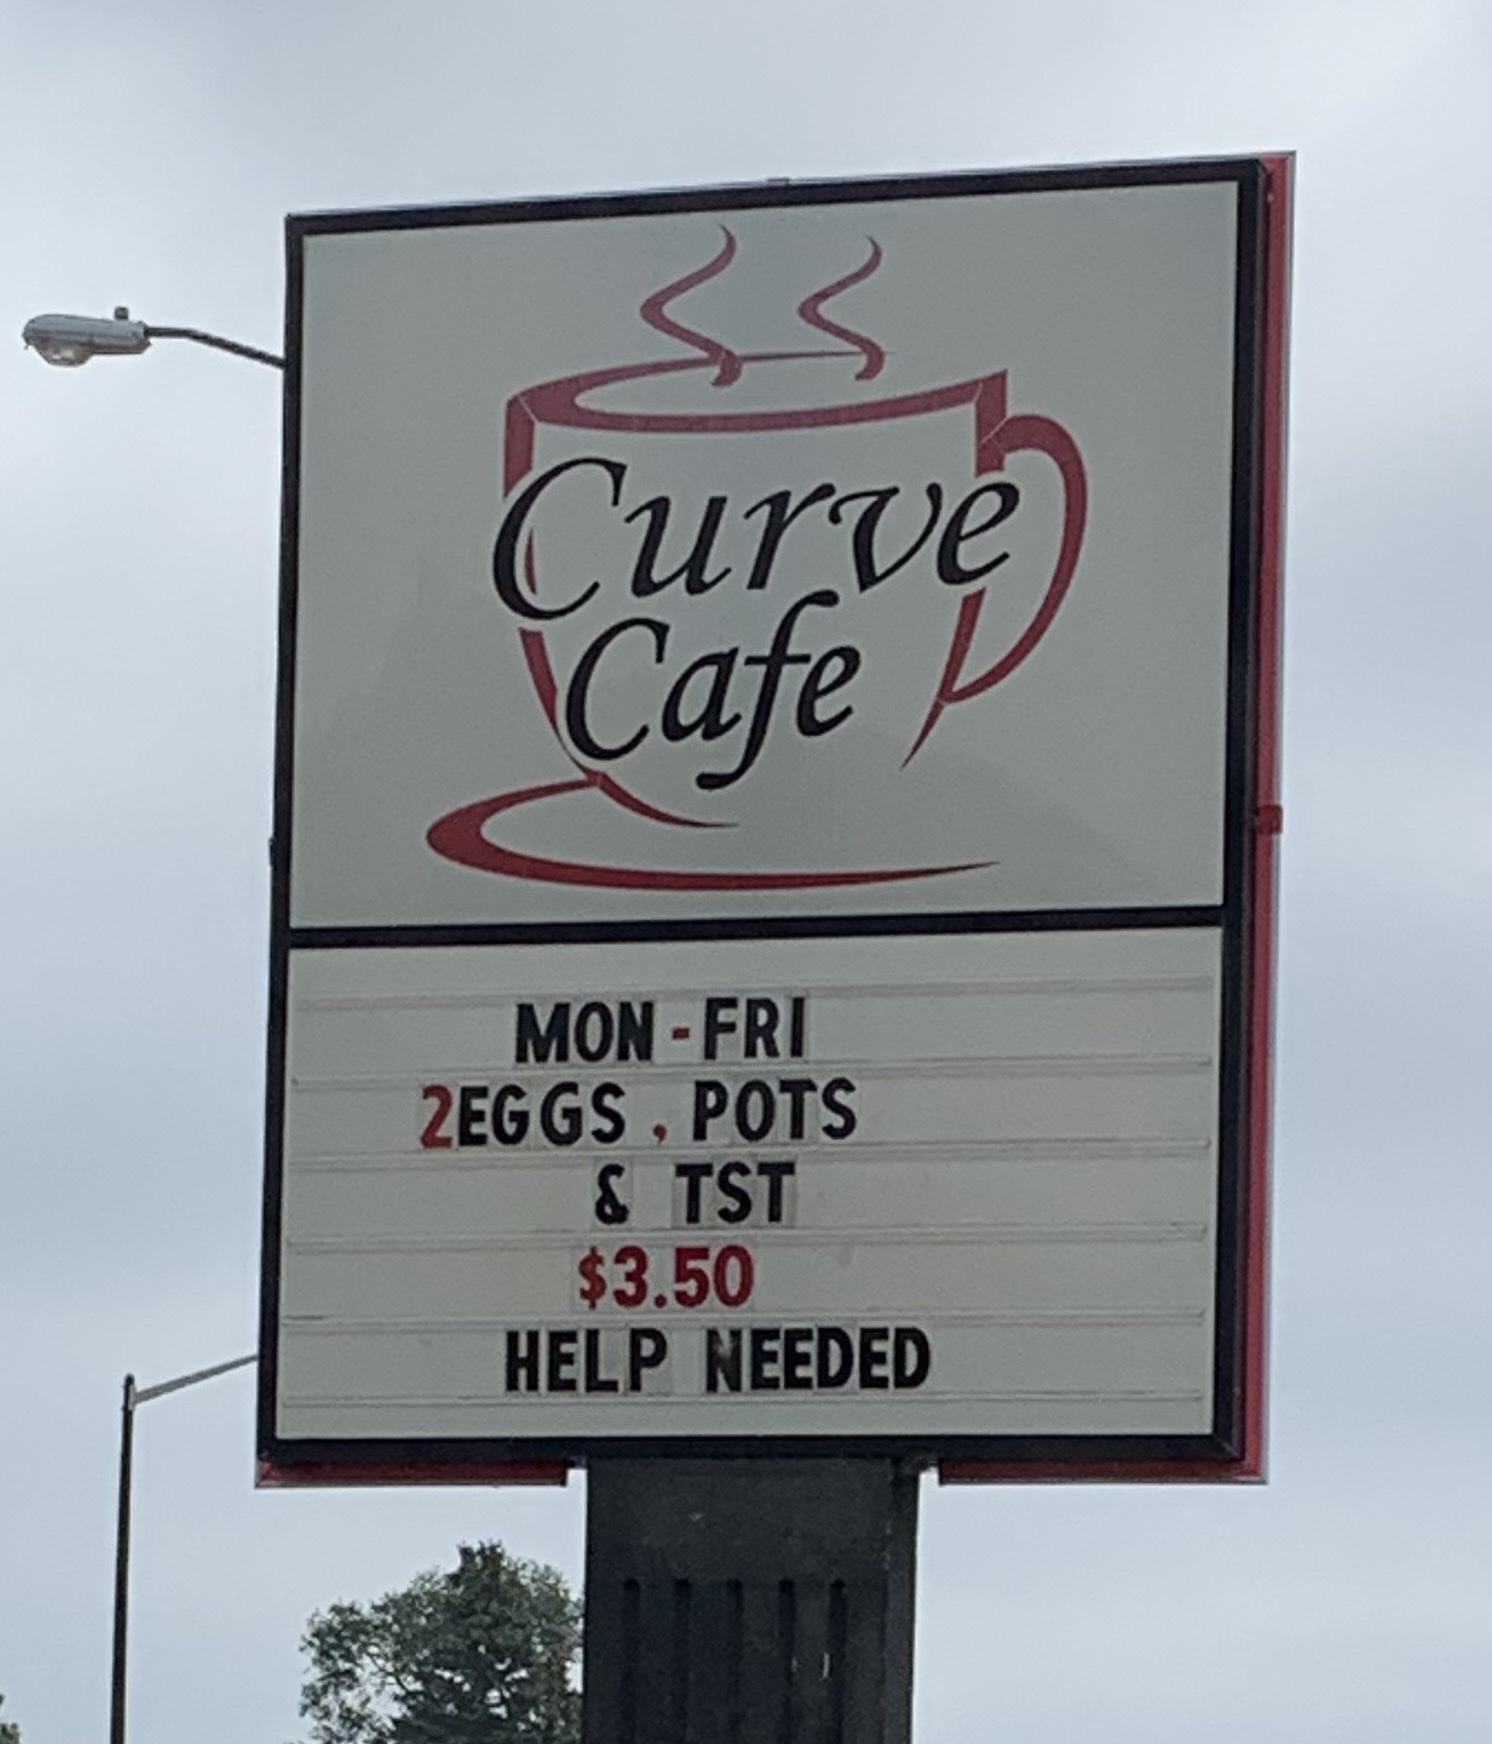 Curve
Cafe
MON-FRI
2EGGS, POTS
& TST
$3.50
HELP NEEDED